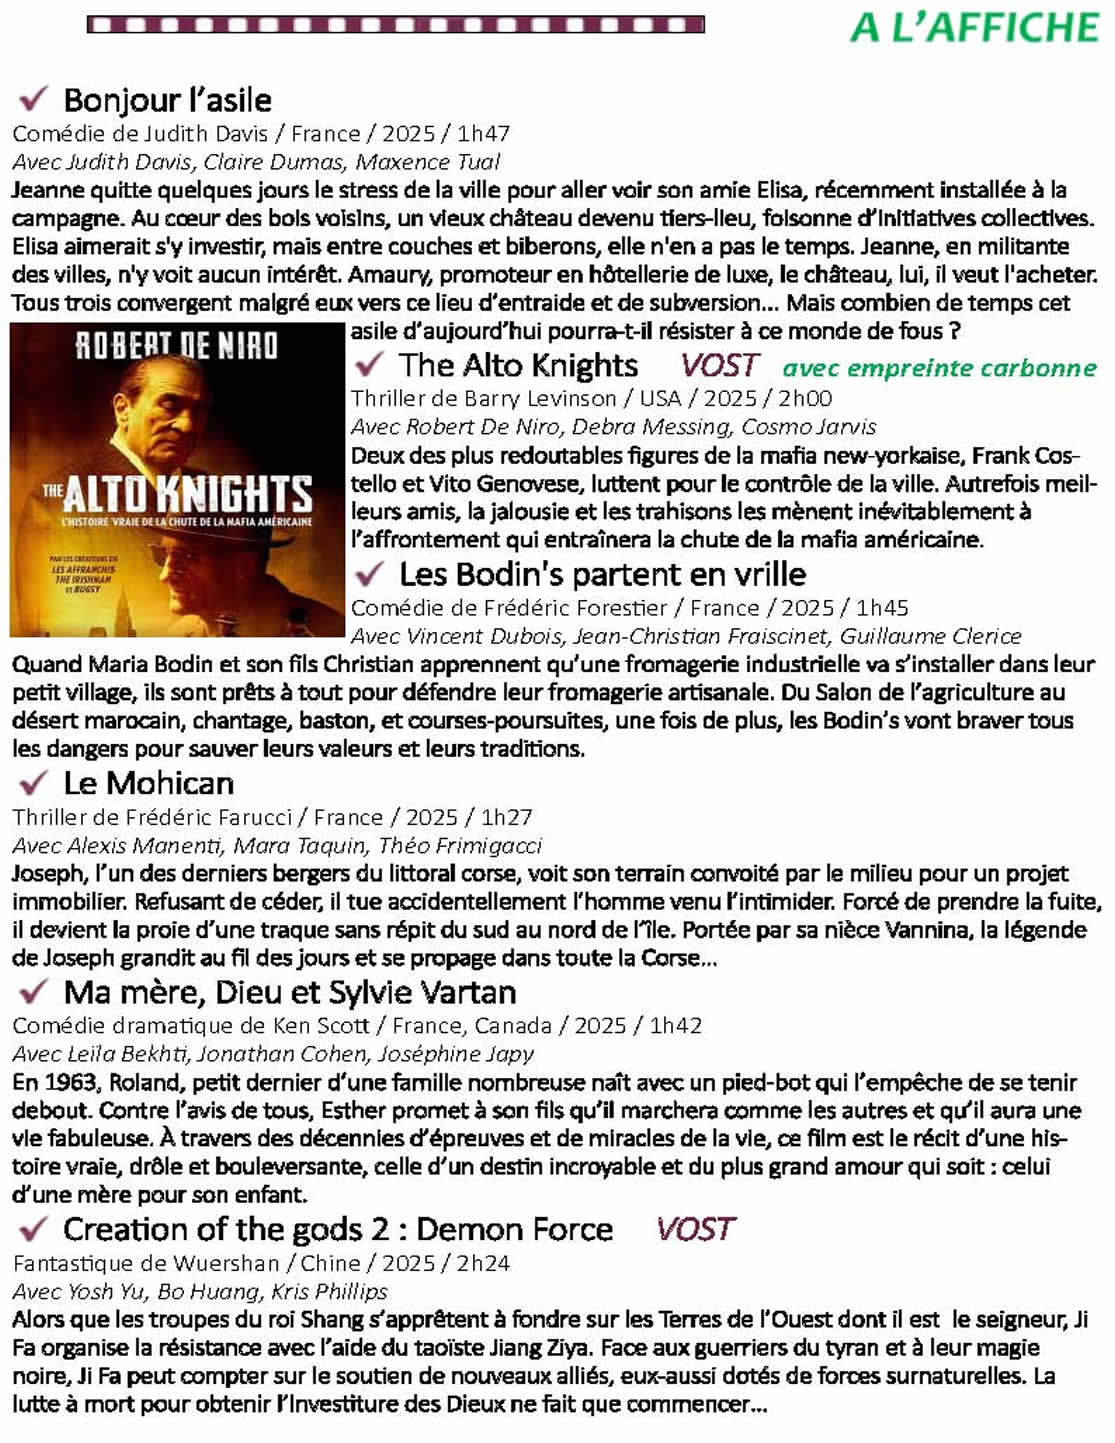 A L'AFFICHE
Bonjour l'asile
Comédie de Judith Davis / France / 2025 / 1h47
Avec Judith Davis, Claire Dumas, Maxence Tual
Jeanne quitte quelques jours le stress de la ville pour aller voir son amie Elisa, récemment installée à la
campagne. Au cœur des bois voisins, un vieux château devenu tiers-lieu, foisonne d'initiatives collectives.
Elisa aimerait s'y investir, mais entre couches et biberons, elle n'en a pas le temps. Jeanne, en militante
des villes, n'y voit aucun intérêt. Amaury, promoteur en hôtellerie de luxe, le château, lui, il veut l'acheter.
Tous trois convergent malgré eux vers ce lieu d'entraide et de subversion... Mais combien de temps cet
asile d'aujourd'hui pourra-t-il résister à ce monde de fous ?
ROBERT DE NIRO
THE ALTO KNIGHTS
L'HISTOIRE VRAIE DE LA CHUTE DE LA MAFIA AMÉRICAINE
PAR LES CRÉATEURS DE
LES AFFRANCHIS
THE IRISHMAN
ET BUGSY
The Alto Knights VOST avec empreinte carbonne
Thriller de Barry Levinson / USA / 2025 / 2h00
Avec Robert De Niro, Debra Messing, Cosmo Jarvis
Deux des plus redoutables figures de la mafia new-yorkaise, Frank Cos-
tello et Vito Genovese, luttent pour le contrôle de la ville. Autrefois meil-
leurs amis, la jalousie et les trahisons les mènent inévitablement à
l'affrontement qui entraînera la chute de la mafia américaine.
Les Bodin's partent en vrille
Comédie de Frédéric Forestier / France / 2025 / 1h45
Avec Vincent Dubois, Jean-Christian Fraiscinet, Guillaume Clerice
Quand Maria Bodin et son fils Christian apprennent qu'une fromagerie industrielle va s'installer dans leur
petit village, ils sont prêts à tout pour défendre leur fromagerie artisanale. Du Salon de l'agriculture au
désert marocain, chantage, baston, et courses-poursuites, une fois de plus, les Bodin's vont braver tous
les dangers pour sauver leurs valeurs et leurs traditions.
Le Mohican
Thriller de Frédéric Farucci / France / 2025 / 1h27
Avec Alexis Manenti, Mara Taquin, Théo Frimigacci
Joseph, l'un des derniers bergers du littoral corse, voit son terrain convoité par le milieu pour un projet
immobilier. Refusant de céder, il tue accidentellement l'homme venu l'intimider. Forcé de prendre la fuite,
il devient la proie d'une traque sans répit du sud au nord de l'île. Portée par sa nièce Vannina, la légende
de Joseph grandit au fil des jours et se propage dans toute la Corse...
Ma mère, Dieu et Sylvie Vartan
Comédie dramatique de Ken Scott / France, Canada / 2025 / 1h42
Avec Leïla Bekhti, Jonathan Cohen, Joséphine Japy
En 1963, Roland, petit dernier d'une famille nombreuse naît avec un pied-bot qui l'empêche de se tenir
debout. Contre l'avis de tous, Esther promet à son fils qu'il marchera comme les autres et qu'il aura une
vie fabuleuse. À travers des décennies d'épreuves et de miracles de la vie, ce film est le récit d'une his-
toire vraie, drôle et bouleversante, celle d'un destin incroyable et du plus grand amour qui soit : celui
d'une mère pour son enfant.
Creation of the gods 2 : Demon Force VOST
Fantastique de Wuershan / Chine / 2025 / 2h24
Avec Yosh Yu, Bo Huang, Kris Phillips
Alors que les troupes du roi Shang s'apprêtent à fondre sur les Terres de l'Ouest dont il est le seigneur, Ji
Fa organise la résistance avec l'aide du taoïste Jiang Ziya. Face aux guerriers du tyran et à leur magie
noire, Ji Fa peut compter sur le soutien de nouveaux alliés, eux-aussi dotés de forces surnaturelles. La
lutte à mort pour obtenir l'Investiture des Dieux ne fait que commencer...